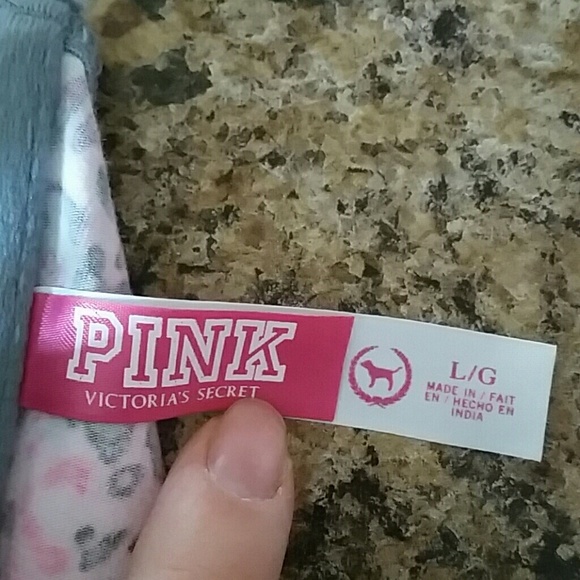 PINK
VICTORIA'S SECRET
L/G
MADE IN / FAIT
EN / HECHO EN
INDIA